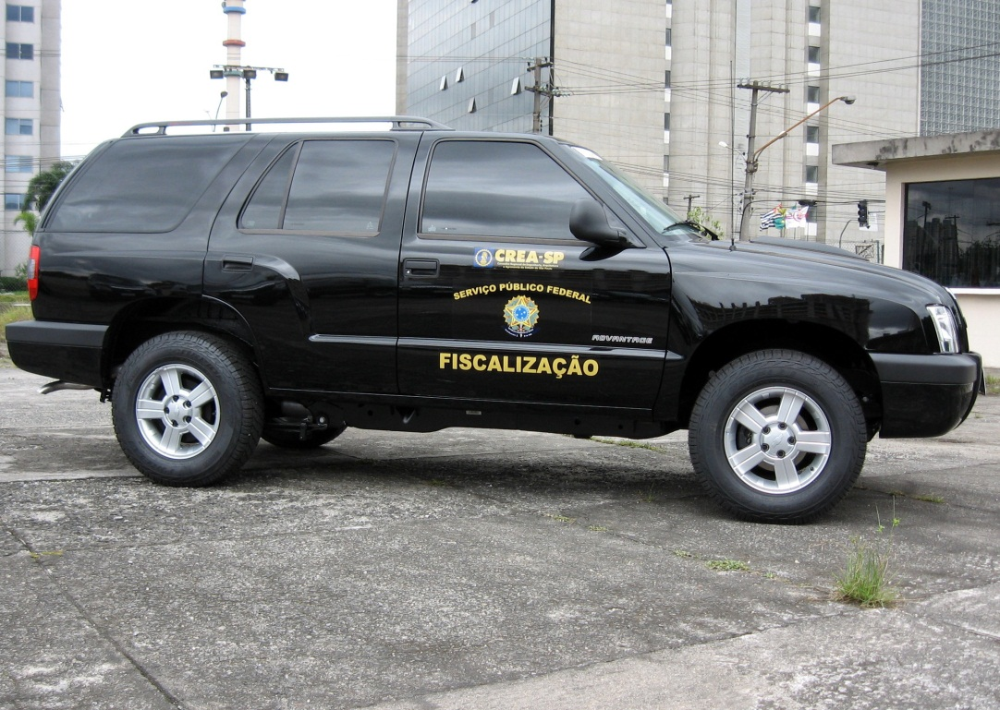 CREA-SP
SERVIÇO PÚBLICO FEDERAL
ADVANTAGE
FISCALIZAÇÃO